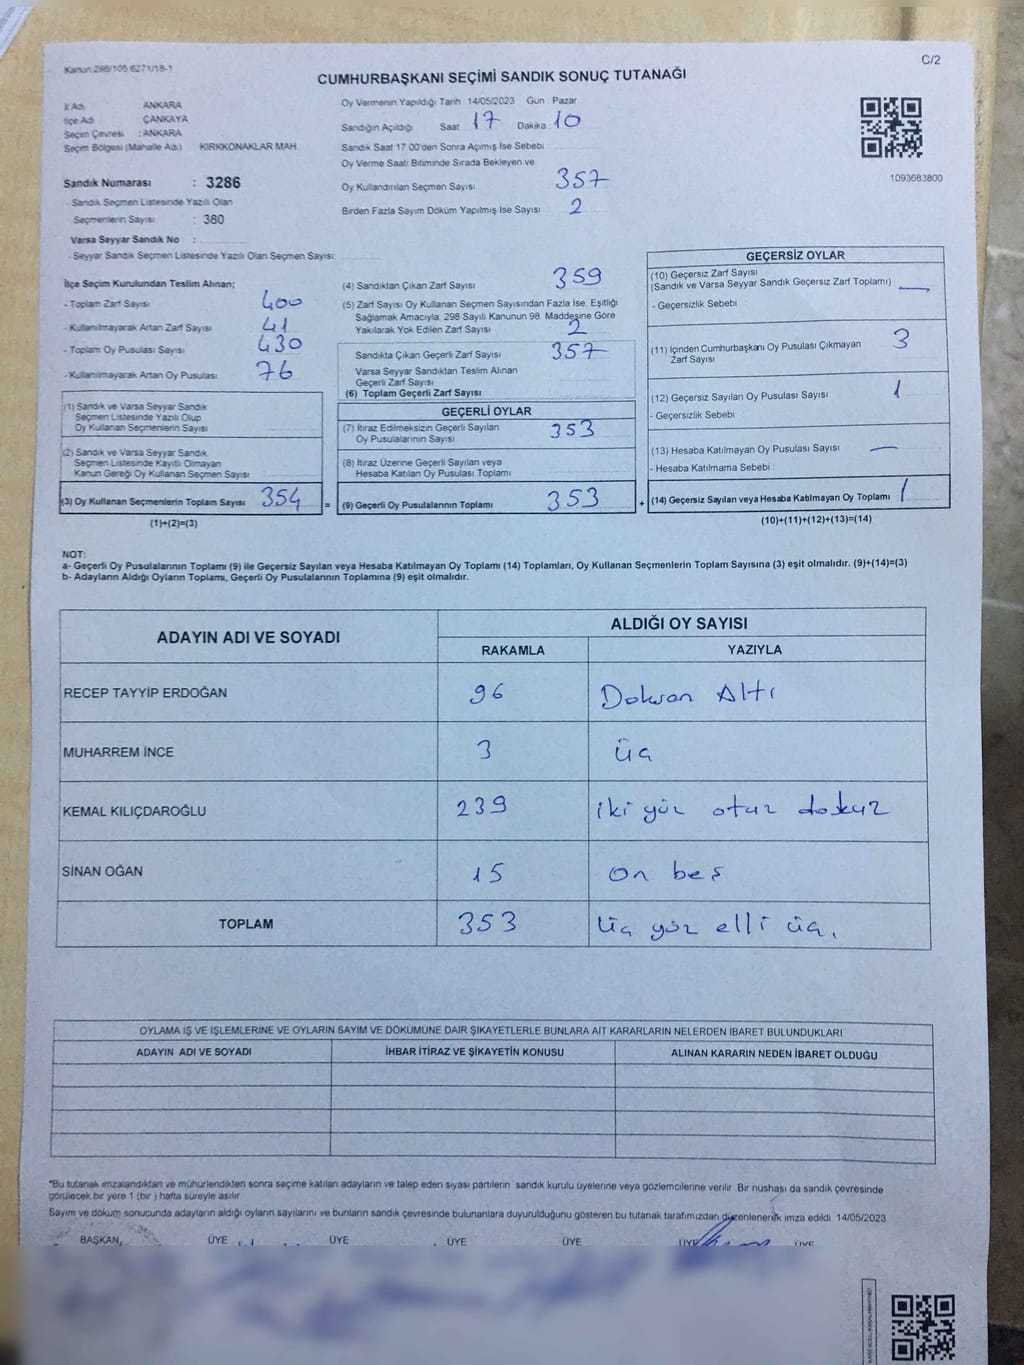 Kanun:298/105;6271/18-1
C/2
CUMHURBAŞKANI SEÇİMİ SANDIK SONUÇ TUTANAĞI
İl Adı ANKARA
İlçe Adı ÇANKAYA
Seçim Çevresi : ANKARA
Seçim Bölgesi (Mahalle Adı) KIRKKONAKLAR MAH.
Sandık Numarası : 3286
- Sandık Seçmen Listesinde Yazılı Olan
Seçmenlerin Sayısı : 380
Varsa Seyyar Sandık No :
- Seyyar Sandık Seçmen Listesinde Yazılı Olan Seçmen Sayısı:
Oy Vermenin Yapıldığı Tarih 14/05/2023 Gün : Pazar
Sandığın Açıldığı Saat 17 Dakika 10
Sandık Saat 17.00'den Sonra Açılmış İse Sebebi
Oy Verme Saati Bitiminde Sırada Bekleyen ve
Oy Kullandırılan Seçmen Sayısı 357
Birden Fazla Sayım Döküm Yapılmış İse Sayısı 2
1093683800
İlçe Seçim Kurulundan Teslim Alınan;
- Toplam Zarf Sayısı 400
- Kullanılmayarak Artan Zarf Sayısı 41
- Toplam Oy Pusulası Sayısı 430
- Kullanılmayarak Artan Oy Pusulası 76
(1) Sandık ve Varsa Seyyar Sandık
Seçmen Listesinde Yazılı Olup
Oy Kullanan Seçmenlerin Sayısı
(2) Sandık ve Varsa Seyyar Sandık
Seçmen Listesinde Kayıtlı Olmayan
Kanun Gereği Oy Kullanan Seçmen Sayısı
(3) Oy Kullanan Seçmenlerin Toplam Sayısı 354 =
(1)+(2)=(3)
(4) Sandıktan Çıkan Zarf Sayısı 359
(5) Zarf Sayısı Oy Kullanan Seçmen Sayısından Fazla İse, Eşitliği
Sağlamak Amacıyla, 298 Sayılı Kanunun 98. Maddesine Göre
Yakılarak Yok Edilen Zarf Sayısı 2
Sandıkta Çıkan Geçerli Zarf Sayısı 357
Varsa Seyyar Sandıktan Teslim Alınan
Geçerli Zarf Sayısı
(6) Toplam Geçerli Zarf Sayısı
GEÇERLİ OYLAR
(7) İtiraz Edilmeksizin Geçerli Sayılan
Oy Pusulalarının Sayısı 353
(8) İtiraz Üzerine Geçerli Sayılan veya
Hesaba Katılan Oy Pusulası Toplamı
(9) Geçerli Oy Pusulalarının Toplamı 353 +
GEÇERSİZ OYLAR
(10) Geçersiz Zarf Sayısı
(Sandık ve Varsa Seyyar Sandık Geçersiz Zarf Toplamı) —
- Geçersizlik Sebebi
(11) İçinden Cumhurbaşkanı Oy Pusulası Çıkmayan
Zarf Sayısı 3
(12) Geçersiz Sayılan Oy Pusulası Sayısı 1
- Geçersizlik Sebebi
(13) Hesaba Katılmayan Oy Pusulası Sayısı —
- Hesaba Katılmama Sebebi
(14) Geçersiz Sayılan veya Hesaba Katılmayan Oy Toplamı 1
(10)+(11)+(12)+(13)=(14)
NOT:
a- Geçerli Oy Pusulalarının Toplamı (9) ile Geçersiz Sayılan veya Hesaba Katılmayan Oy Toplamı (14) Toplamları, Oy Kullanan Seçmenlerin Toplam Sayısına (3) eşit olmalıdır. (9)+(14)=(3)
b- Adayların Aldığı Oyların Toplamı, Geçerli Oy Pusulalarının Toplamına (9) eşit olmalıdır.
ADAYIN ADI VE SOYADI ALDIĞI OY SAYISI
RAKAMLA YAZIYLA
RECEP TAYYİP ERDOĞAN 96 Doksan Altı
MUHARREM İNCE 3 üç
KEMAL KILIÇDAROĞLU 239 iki yüz otuz dokuz
SİNAN OĞAN 15 On beş
TOPLAM 353 Üç yüz elli üç.
OYLAMA İŞ VE İŞLEMLERİNE VE OYLARIN SAYIM VE DÖKÜMÜNE DAİR ŞİKAYETLERLE BUNLARA AİT KARARLARIN NELERDEN İBARET BULUNDUKLARI
ADAYIN ADI VE SOYADI İHBAR İTİRAZ VE ŞİKAYETİN KONUSU ALINAN KARARIN NEDEN İBARET OLDUĞU
*Bu tutanak imzalandıktan ve mühürlendikten sonra seçime katılan adayların ve talep eden siyasi partilerin sandık kurulu üyelerine veya gözlemcilerine verilir. Bir nushası da sandık çevresinde
görülecek bir yere 1 (bir ) hafta süreyle asılır.
Sayım ve döküm sonucunda adayların aldığı oyların sayılarını ve bunların sandık çevresinde bulunanlara duyurulduğunu gösteren bu tutanak tarafımızdan düzenlenerek imza edildi. 14/05/2023
BAŞKAN ÜYE ÜYE ÜYE ÜYE ÜYE ÜYE